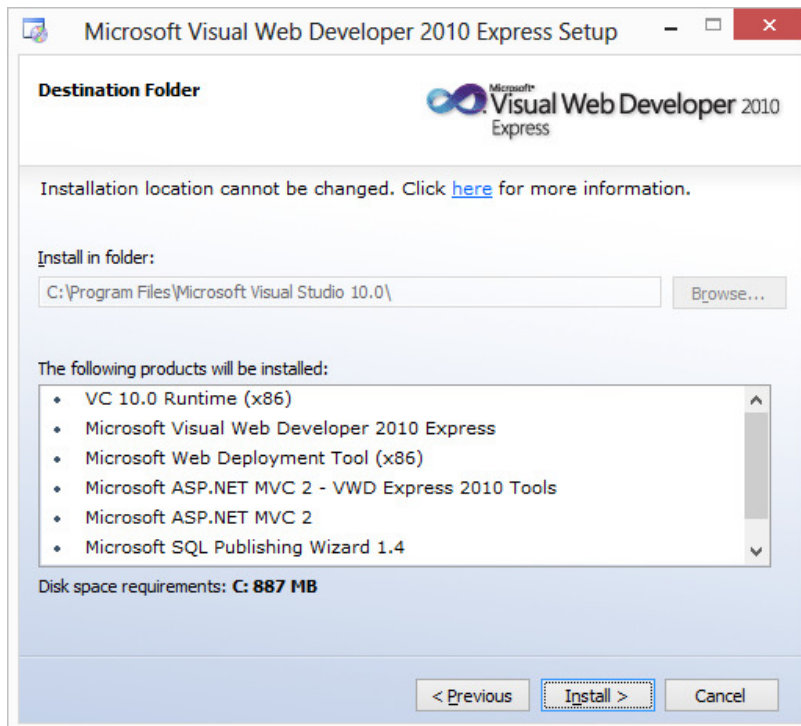 Microsoft Visual Web Developer 2010 Express Setup
Destination Folder
Microsoft®
Visual Web Developer 2010
Express
Installation location cannot be changed. Click here for more information.
Install in folder:
C:\Program Files\Microsoft Visual Studio 10.0\
Browse...
The following products will be installed:
• VC 10.0 Runtime (x86)
• Microsoft Visual Web Developer 2010 Express
• Microsoft Web Deployment Tool (x86)
• Microsoft ASP.NET MVC 2 - VWD Express 2010 Tools
• Microsoft ASP.NET MVC 2
• Microsoft SQL Publishing Wizard 1.4
Disk space requirements: C: 887 MB
< Previous Install > Cancel